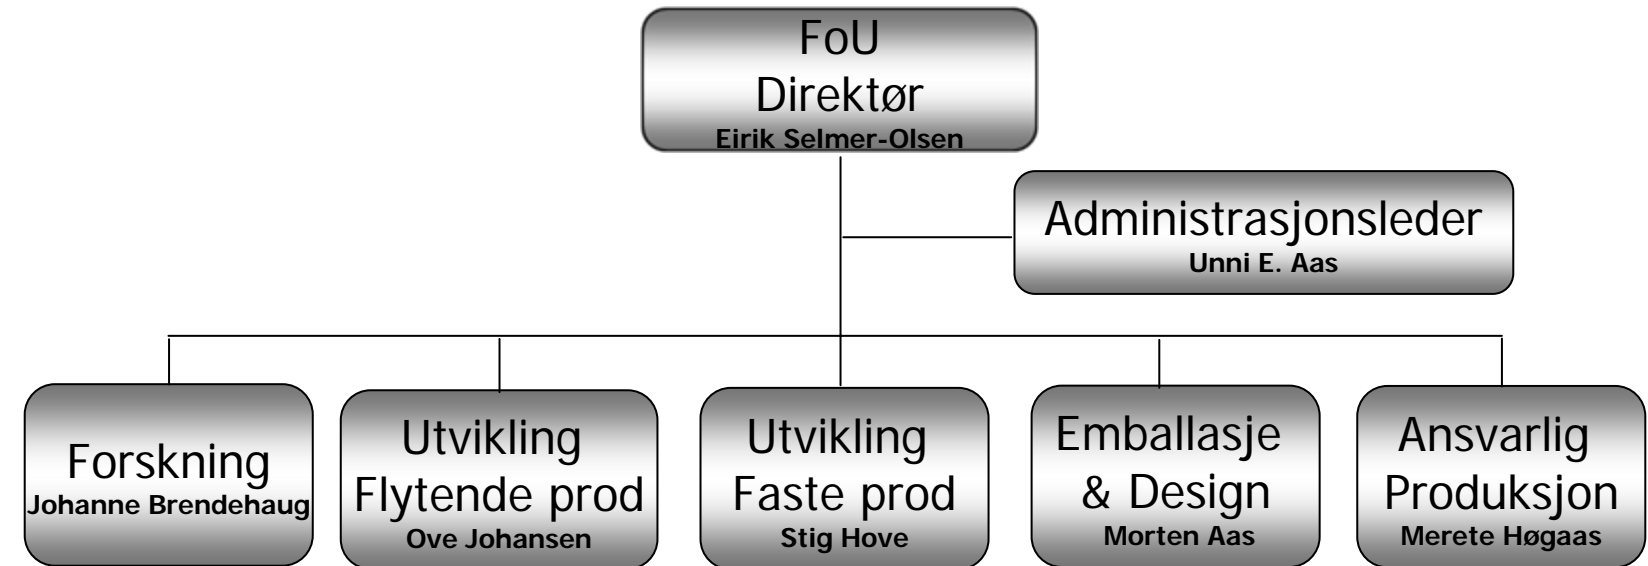 FoU
Direktør
Eirik Selmer-Olsen
Administrasjonsleder
Unni E. Aas
Forskning
Johanne Brendehaug
Utvikling
Flytende prod
Ove Johansen
Utvikling
Faste prod
Stig Hove
Emballasje
& Design
Morten Aas
Ansvarlig
Produksjon
Merete Høgaas